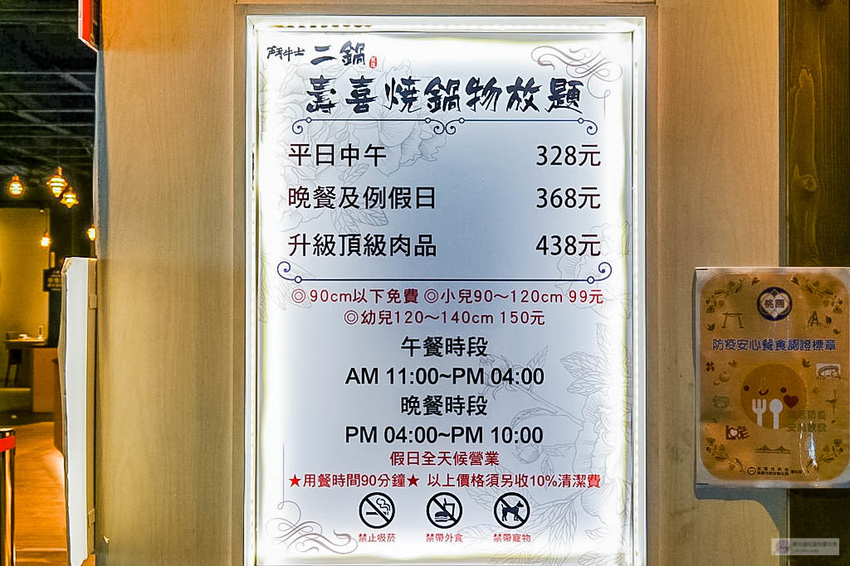 鬥牛士 二鍋
壽喜燒鍋物放題
平日中午 328元
晚餐及例假日 368元
升級頂級肉品 438元
◎90cm以下免費 ◎小兒90～120cm 99元
◎幼兒120～140cm 150元
午餐時段
AM 11:00~PM 04:00
晚餐時段
PM 04:00~PM 10:00
假日全天候營業
★用餐時間90分鐘★ 以上價格須另收10%清潔費
禁止吸菸 禁帶外食 禁帶寵物
桃園
防疫安心餐食認證標章